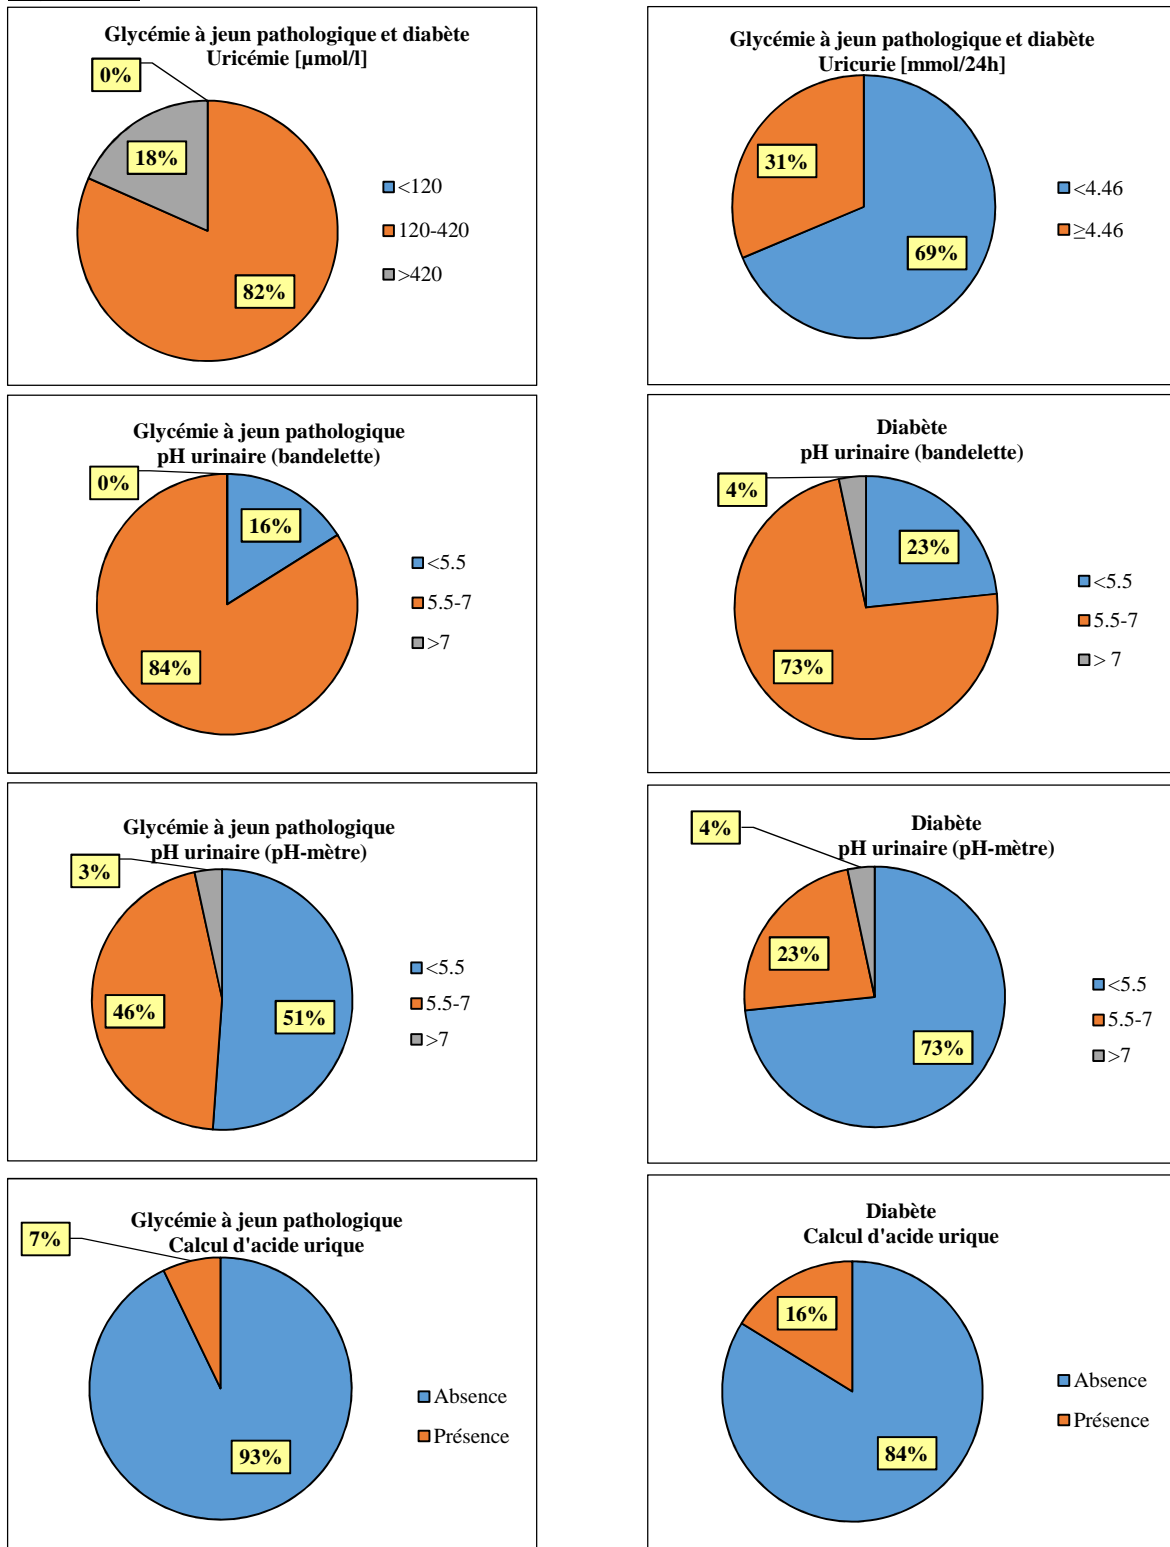 Glycémie à jeun pathologique et diabète
Uricémie [µmol/l]
0%
18%
82%
<120
120-420
>420
Glycémie à jeun pathologique et diabète
Uricurie [mmol/24h]
31%
69%
<4.46
≥4.46
Glycémie à jeun pathologique
pH urinaire (bandelette)
0%
16%
84%
<5.5
5.5-7
>7
Diabète
pH urinaire (bandelette)
4%
23%
73%
<5.5
5.5-7
> 7
Glycémie à jeun pathologique
pH urinaire (pH-mètre)
3%
46%
51%
<5.5
5.5-7
>7
Diabète
pH urinaire (pH-mètre)
4%
23%
73%
<5.5
5.5-7
>7
Glycémie à jeun pathologique
Calcul d'acide urique
7%
93%
Absence
Présence
Diabète
Calcul d'acide urique
16%
84%
Absence
Présence